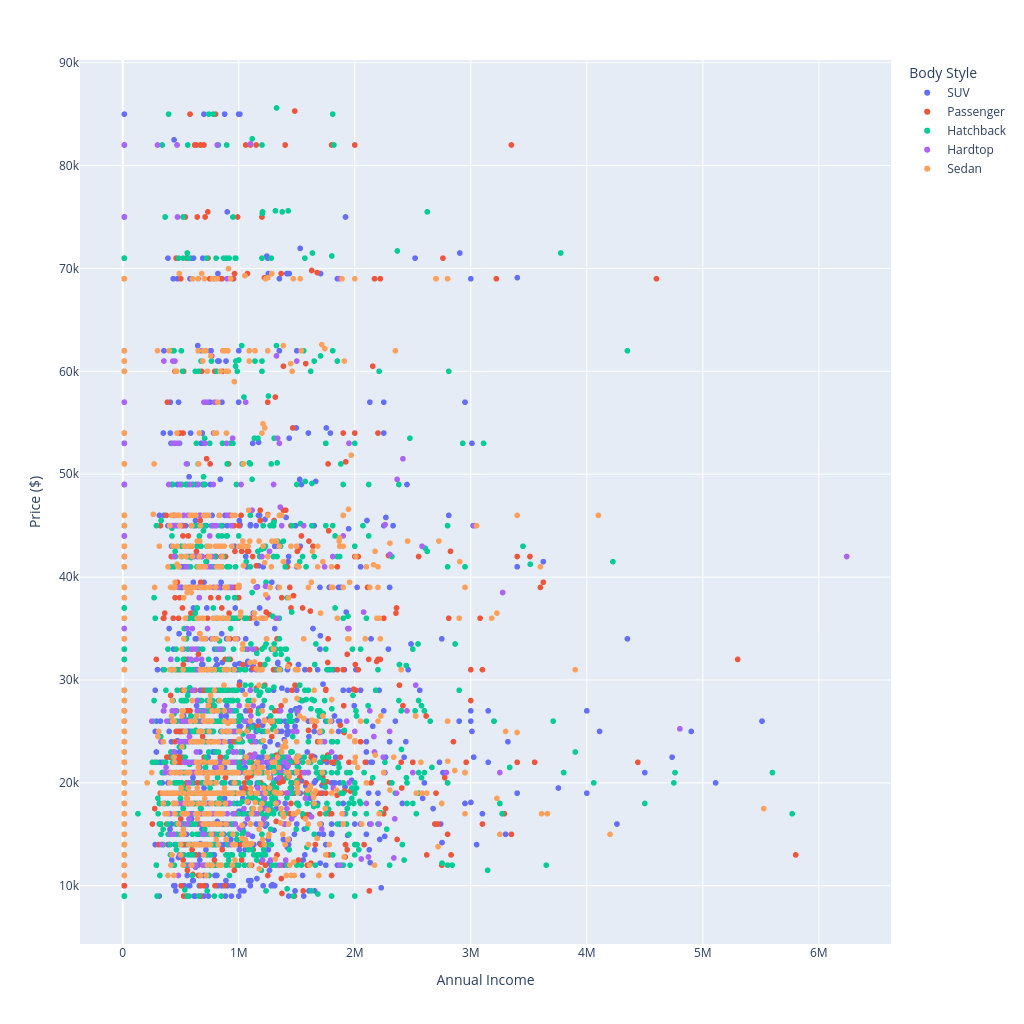 90k
80k
70k
60k
50k
40k
30k
20k
10k
Price ($)
0 1M 2M 3M 4M 5M 6M
Annual Income
Body Style
SUV
Passenger
Hatchback
Hardtop
Sedan